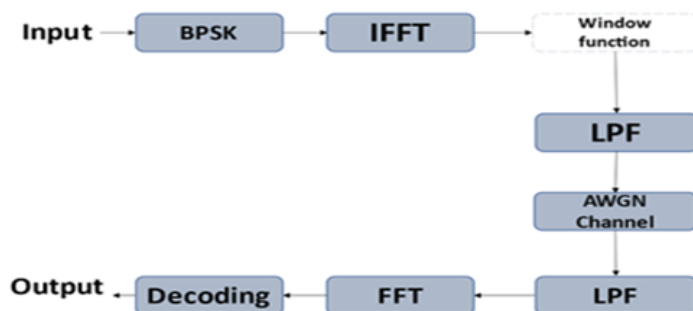 Input
BPSK
IFFT
Window
function
LPF
AWGN
Channel
LPF
FFT
Decoding
Output